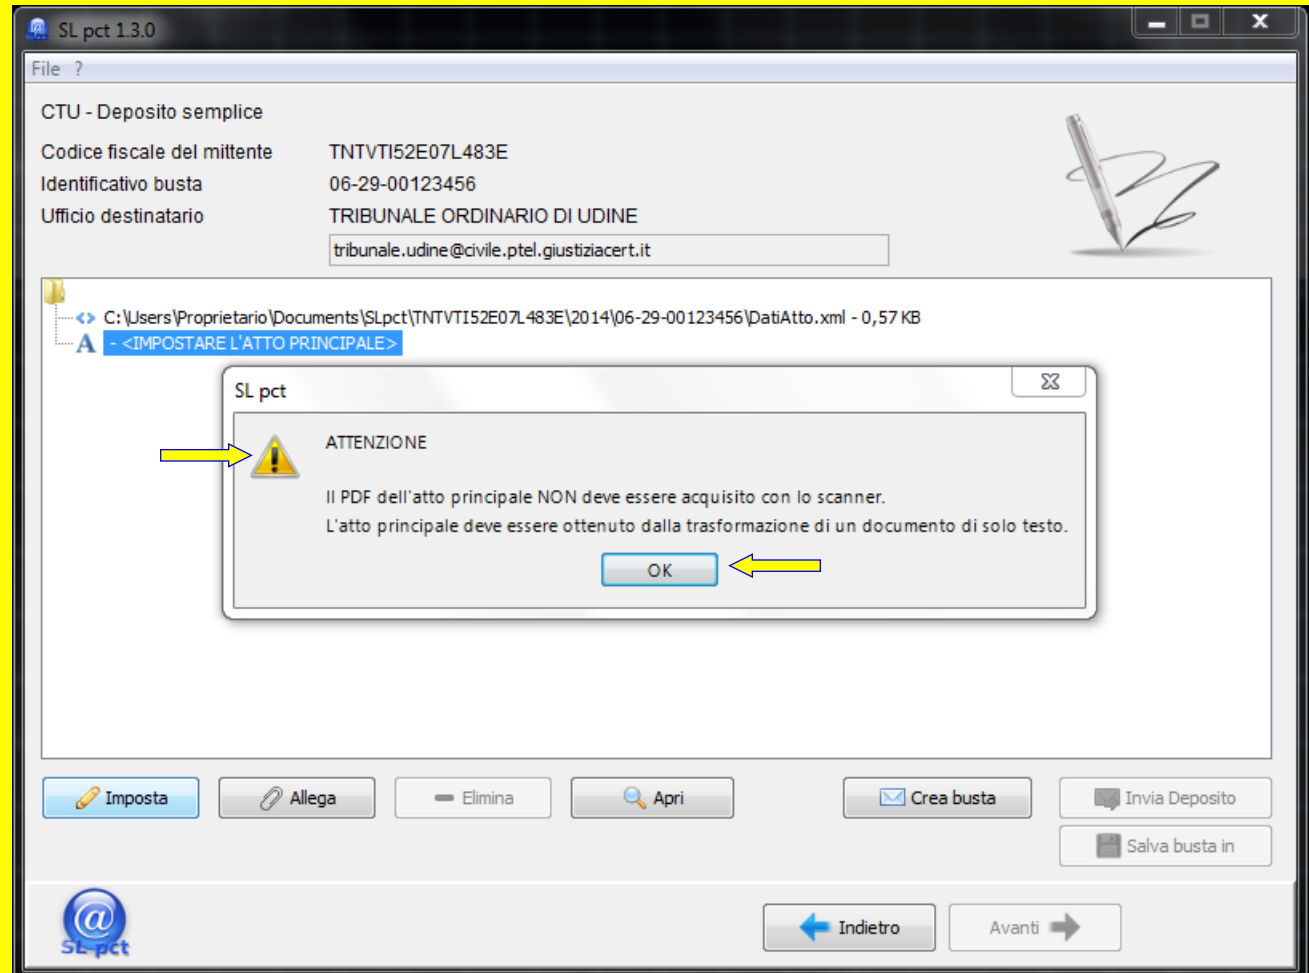 SL pct 1.3.0
X
File ?
CTU - Deposito semplice
Codice fiscale del mittente TNTVTI52E07L483E
Identificativo busta 06-29-00123456
Ufficio destinatario TRIBUNALE ORDINARIO DI UDINE
tribunale.udine@civile.ptel.giustiziacert.it
<> C:\Users\Proprietario\Documents\SLpct\TNTVTI52E07L483E\2014\06-29-00123456\DatiAtto.xml - 0,57 KB
A - <IMPOSTARE L'ATTO PRINCIPALE>
SL pct
ATTENZIONE
Il PDF dell'atto principale NON deve essere acquisito con lo scanner.
L'atto principale deve essere ottenuto dalla trasformazione di un documento di solo testo.
OK
Imposta Allega Elimina Apri Crea busta Invia Deposito
Salva busta in
@
SL pct
Indietro Avanti